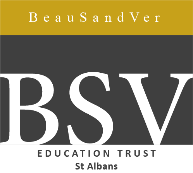 BeauSandVer
BSV
EDUCATION TRUST
St Albans